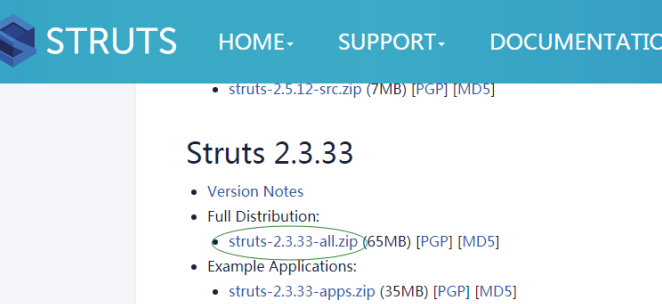 STRUTS HOME SUPPORT DOCUMENTATIO
struts-2.5.12-src.zip (7MB) [PGP] [MD5]
Struts 2.3.33
Version Notes
Full Distribution:
struts-2.3.33-all.zip (65MB) [PGP] [MD5]
Example Applications:
struts-2.3.33-apps.zip (35MB) [PGP] [MD5]